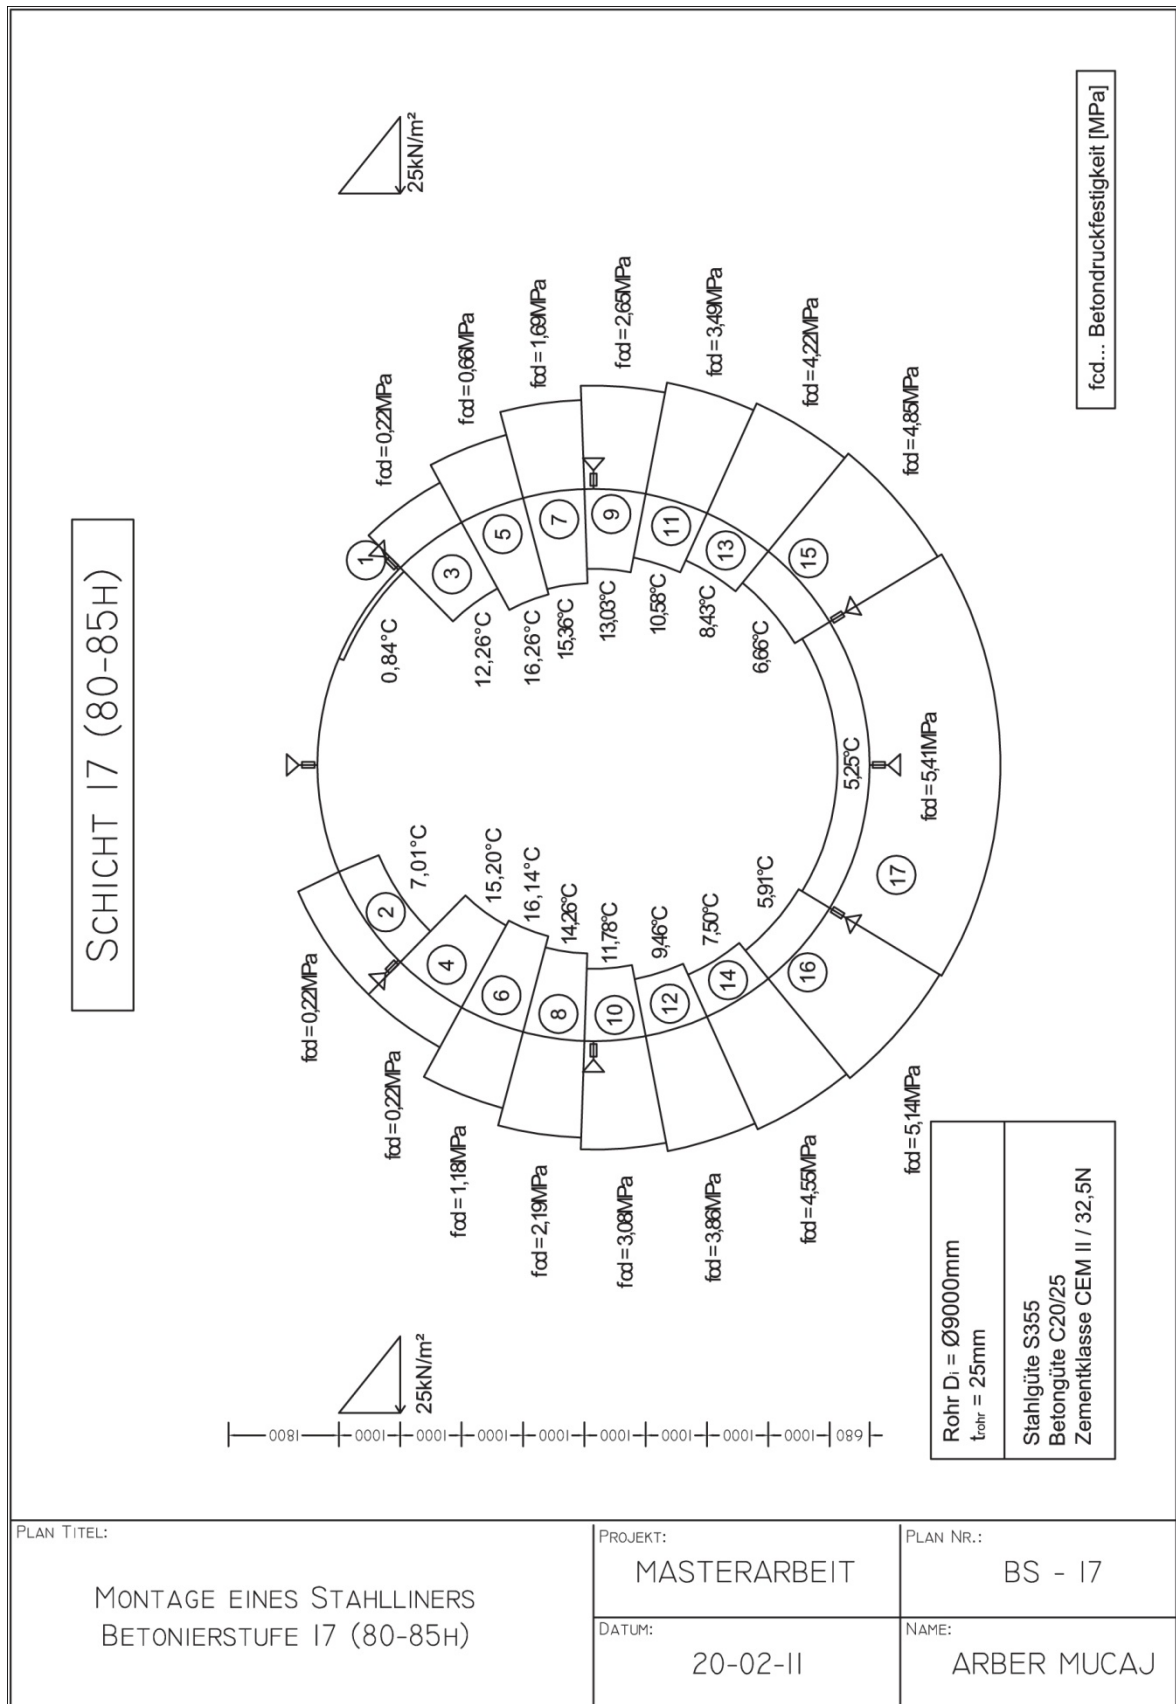 SCHICHT 17 (80-85H)
25kN/m²
25kN/m²
fcd... Betondruckfestigkeit [MPa]
1
2
3
4
5
6
7
8
9
10
11
12
13
14
15
16
17
fcd = 0,22MPa
fcd = 0,66MPa
fcd = 1,69MPa
fcd = 2,65MPa
fcd = 3,49MPa
fcd = 4,22MPa
fcd = 4,85MPa
fcd = 5,41MPa
0,84°C
12,26°C
16,26°C
15,36°C
13,03°C
10,58°C
8,43°C
6,66°C
5,25°C
7,01°C
15,20°C
16,14°C
14,26°C
11,78°C
9,46°C
7,50°C
5,91°C
fcd = 0,22MPa
fcd = 0,22MPa
fcd = 1,18MPa
fcd = 2,19MPa
fcd = 3,08MPa
fcd = 3,86MPa
fcd = 4,55MPa
fcd = 5,14MPa
1800
1000
1000
1000
1000
1000
1000
1000
1000
680
Rohr Di = Ø9000mm
trohr = 25mm
Stahlgüte S355
Betongüte C20/25
Zementklasse CEM II / 32,5N
PLAN TITEL:
MONTAGE EINES STAHLLINERS
BETONIERSTUFE 17 (80-85H)
PROJEKT:
MASTERARBEIT
PLAN NR.:
BS - 17
DATUM:
20-02-11
NAME:
ARBER MUCAJ